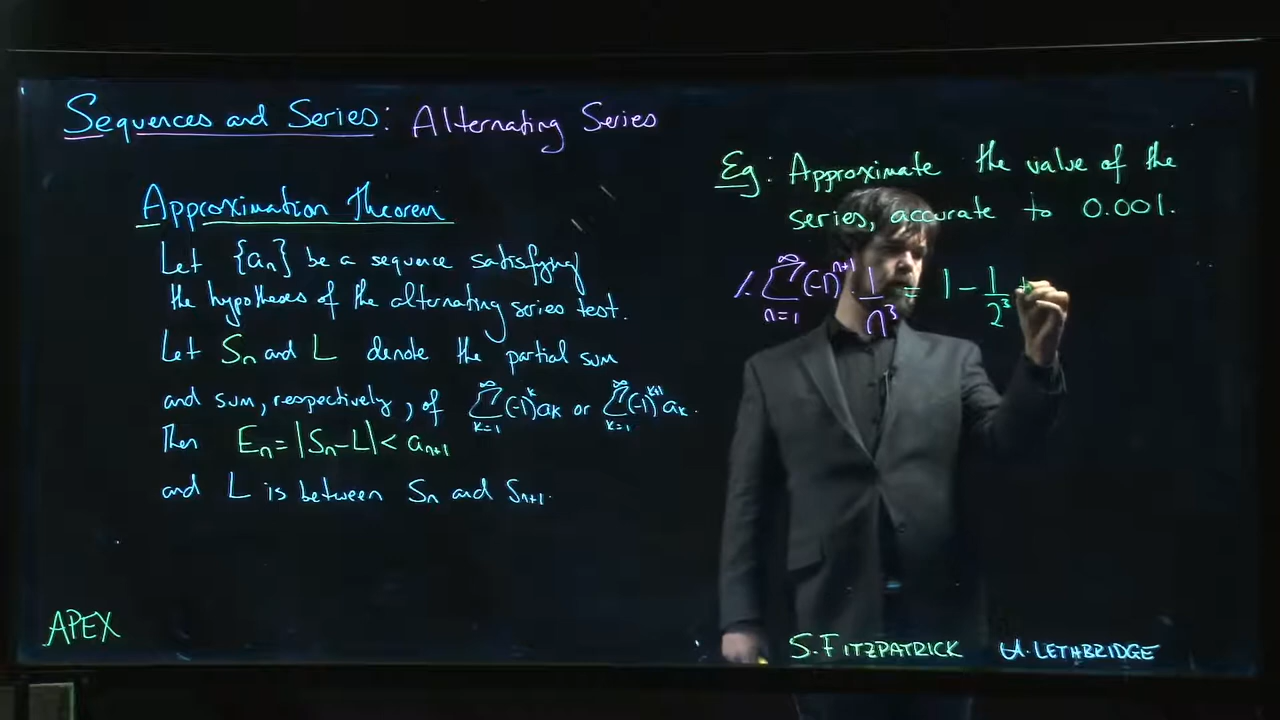 Sequences and Series: Alternating Series
Approximation Theorem
Let {aₙ} be a sequence satisfying
the hypotheses of the alternating series test.
Let Sₙ and L denote the partial sum
and sum, respectively, of ∑_{k=1}^{∞} (-1)^k aₖ or ∑_{k=1}^{∞} (-1)^{k+1} aₖ.
Then Eₙ = |Sₙ - L| < aₙ₊₁
and L is between Sₙ and Sₙ₊₁.
APEX
Eg: Approximate the value of the
series, accurate to 0.001.
1. ∑_{n=1}^{∞} (-1)^{n+1} 1/n³ = 1 - 1/2³ +
S. FITZPATRICK U. LETHBRIDGE